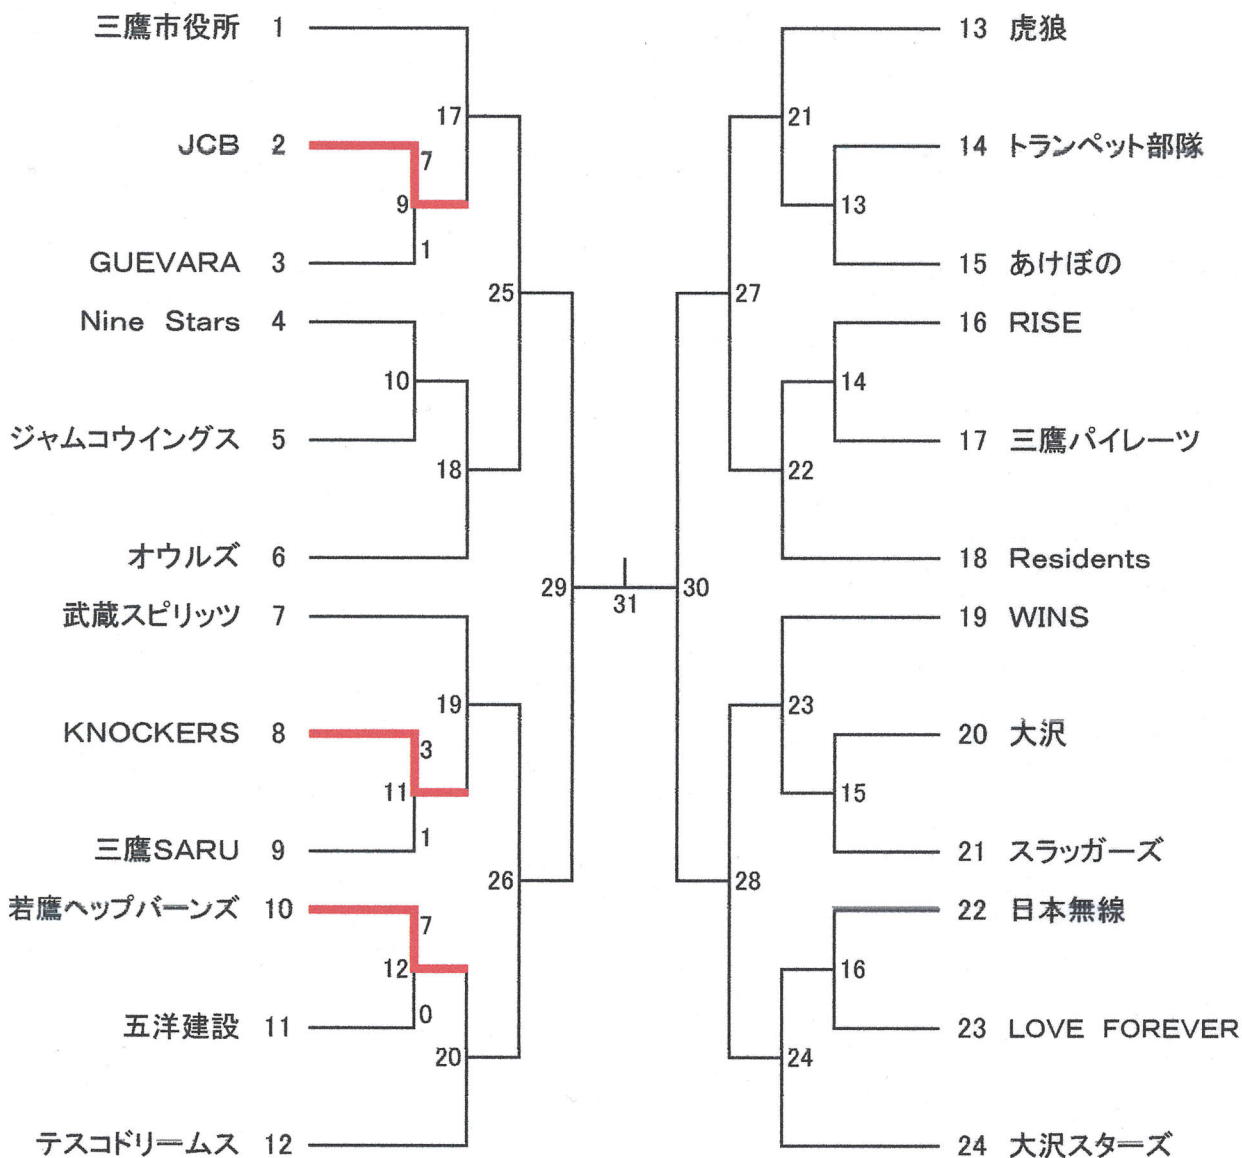 三鷹市役所 1
13 虎狼
17
21
JCB 2
7
14 トランペット部隊
9
13
1
GUEVARA 3
15 あけぼの
25
27
Nine Stars 4
16 RISE
10
14
ジャムコウイングス 5
17 三鷹パイレーツ
18
22
オウルズ 6
18 Residents
29
30
31
武蔵スピリッツ 7
19 WINS
19
23
KNOCKERS 8
3
20 大沢
11
15
1
三鷹SARU 9
21 スラッガーズ
26
28
若鷹ヘップバーンズ 10
7
22 日本無線
12
16
0
五洋建設 11
23 LOVE FOREVER
20
24
テスコドリームス 12
24 大沢スターズ